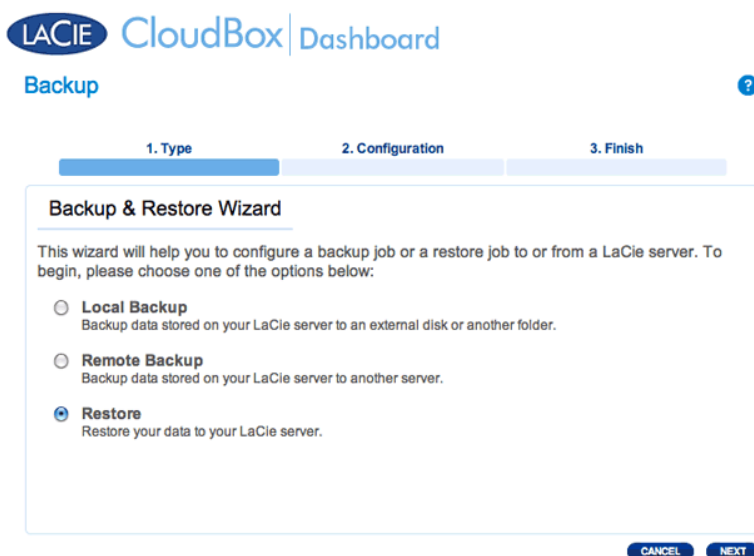 LACIE CloudBox Dashboard
Backup
?
1. Type 2. Configuration 3. Finish
Backup & Restore Wizard
This wizard will help you to configure a backup job or a restore job to or from a LaCie server. To
begin, please choose one of the options below:
Local Backup
Backup data stored on your LaCie server to an external disk or another folder.
Remote Backup
Backup data stored on your LaCie server to another server.
Restore
Restore your data to your LaCie server.
CANCEL NEXT